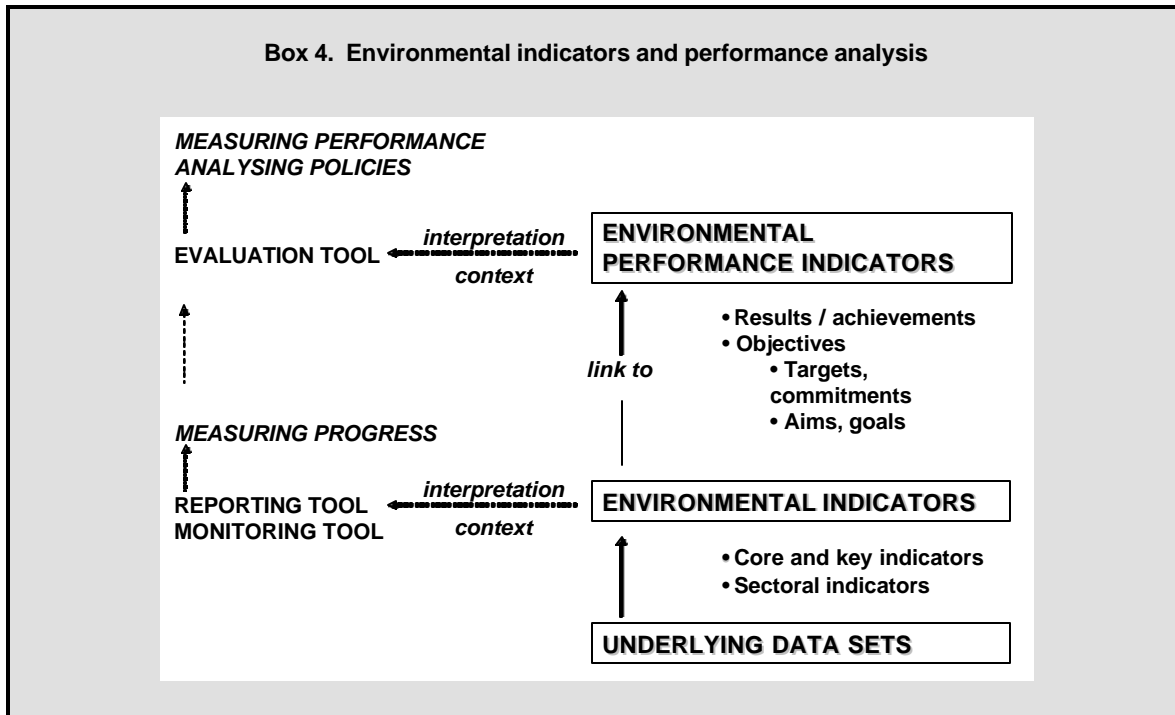 Box 4. Environmental indicators and performance analysis
MEASURING PERFORMANCE
ANALYSING POLICIES
EVALUATION TOOL
interpretation
context
ENVIRONMENTAL
PERFORMANCE INDICATORS
• Results / achievements
• Objectives
• Targets,
commitments
• Aims, goals
link to
MEASURING PROGRESS
REPORTING TOOL
MONITORING TOOL
interpretation
context
ENVIRONMENTAL INDICATORS
• Core and key indicators
• Sectoral indicators
UNDERLYING DATA SETS